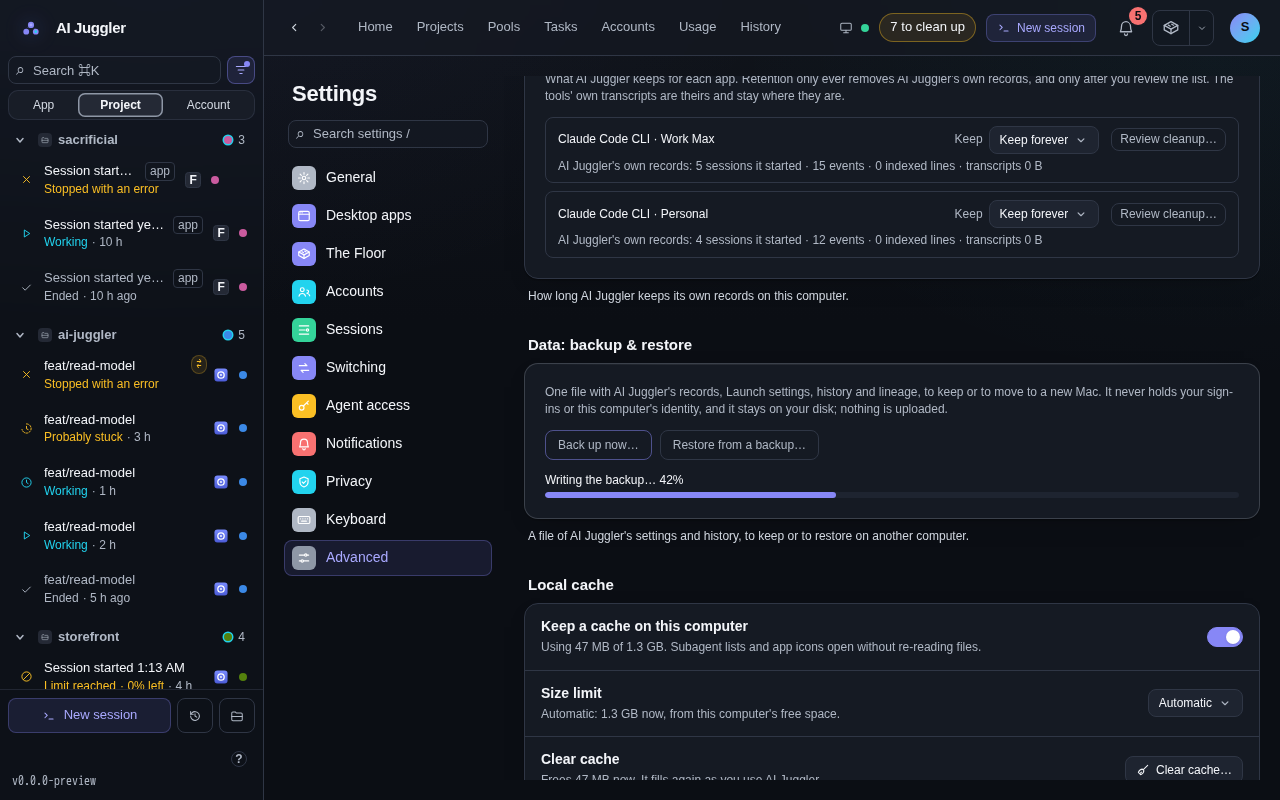 AI Juggler
Home
Projects
Pools
Tasks
Accounts
Usage
History
7 to clean up
New session
5
S
Search ⌘K
App
Project
Account
sacrificial
3
Session start…
app
F
Stopped with an error
Session started ye…
app
F
Working · 10 h
Session started ye…
app
F
Ended · 10 h ago
ai-juggler
5
feat/read-model
Stopped with an error
feat/read-model
Probably stuck · 3 h
feat/read-model
Working · 1 h
feat/read-model
Working · 2 h
feat/read-model
Ended · 5 h ago
storefront
4
Session started 1:13 AM
Limit reached · 0% left · 4 h
New session
?
v0.0.0-preview
Settings
Search settings /
General
Desktop apps
The Floor
Accounts
Sessions
Switching
Agent access
Notifications
Privacy
Keyboard
Advanced
What AI Juggler keeps for each app. Retention only ever removes AI Juggler's own records, and only after you review the list. The
tools' own transcripts are theirs and stay where they are.
Claude Code CLI · Work Max
Keep
Keep forever
Review cleanup…
AI Juggler's own records: 5 sessions it started · 15 events · 0 indexed lines · transcripts 0 B
Claude Code CLI · Personal
Keep
Keep forever
Review cleanup…
AI Juggler's own records: 4 sessions it started · 12 events · 0 indexed lines · transcripts 0 B
How long AI Juggler keeps its own records on this computer.
Data: backup & restore
One file with AI Juggler's records, Launch settings, history and lineage, to keep or to move to a new Mac. It never holds your sign-
ins or this computer's identity, and it stays on your disk; nothing is uploaded.
Back up now…
Restore from a backup…
Writing the backup… 42%
A file of AI Juggler's settings and history, to keep or to restore on another computer.
Local cache
Keep a cache on this computer
Using 47 MB of 1.3 GB. Subagent lists and app icons open without re-reading files.
Size limit
Automatic: 1.3 GB now, from this computer's free space.
Automatic
Clear cache
Frees 47 MB now. It fills again as you use AI Juggler.
Clear cache…